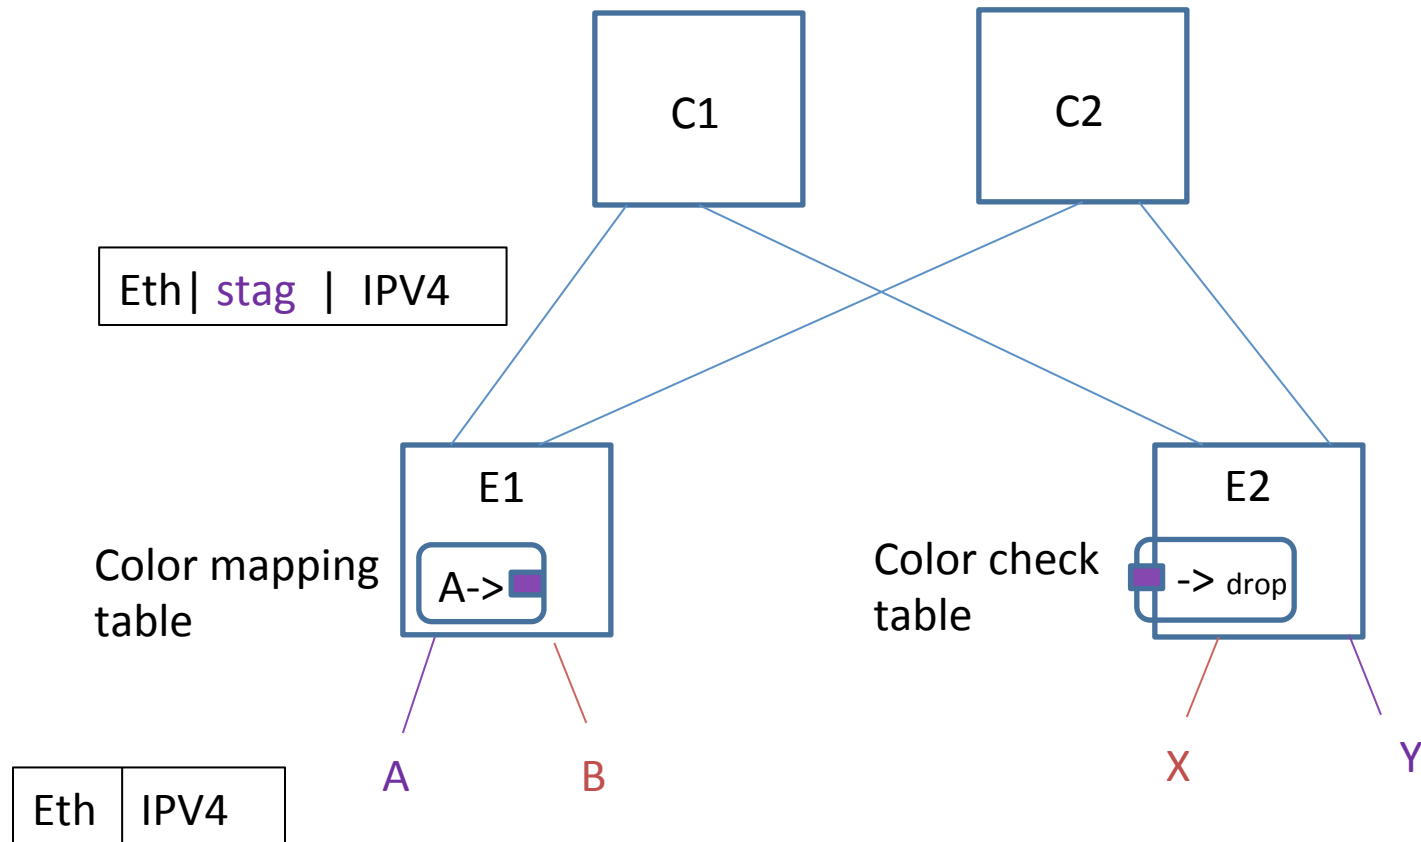 C1
C2
Eth| stag | IPV4
E1
E2
Color mapping
table
A->
Color check
table
-> drop
A
B
X
Y
Eth | IPV4